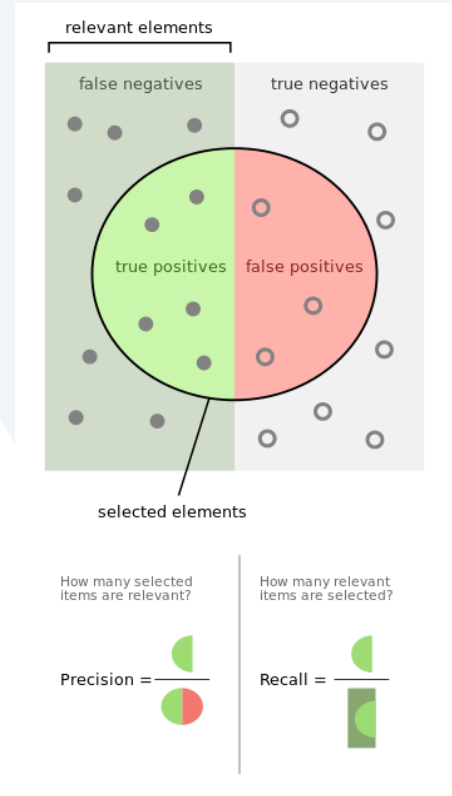 relevant elements
false negatives
true negatives
true positives
false positives
selected elements
How many selected
items are relevant?
How many relevant
items are selected?
Precision =
Recall =